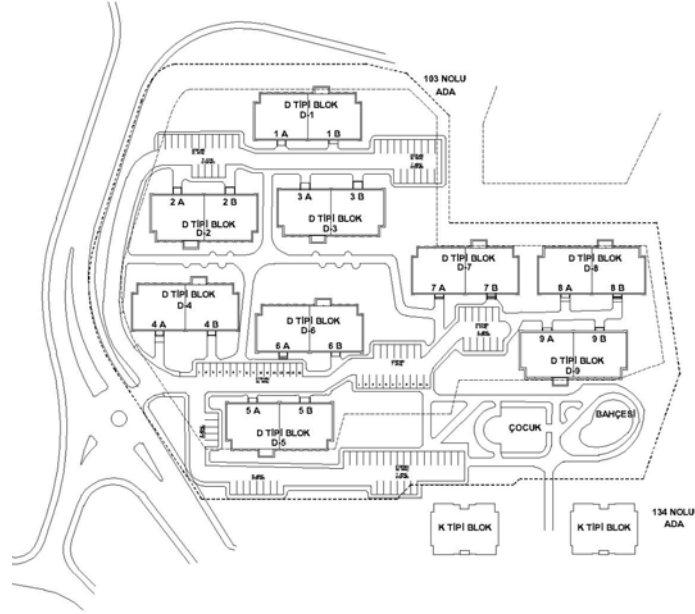 103 NOLU
ADA
D TİPİ BLOK
D-1
1 A
1 B
2 A
2 B
D TİPİ BLOK
D-2
3 A
3 B
D TİPİ BLOK
D-3
D TİPİ BLOK
D-7
7 A
7 B
D TİPİ BLOK
D-8
8 A
8 B
D TİPİ BLOK
D-4
4 A
4 B
D TİPİ BLOK
D-6
6 A
6 B
9 A
9 B
D TİPİ BLOK
D-9
5 A
5 B
D TİPİ BLOK
D-5
ÇOCUK
BAHÇESİ
K TİPİ BLOK
K TİPİ BLOK
134 NOLU
ADA